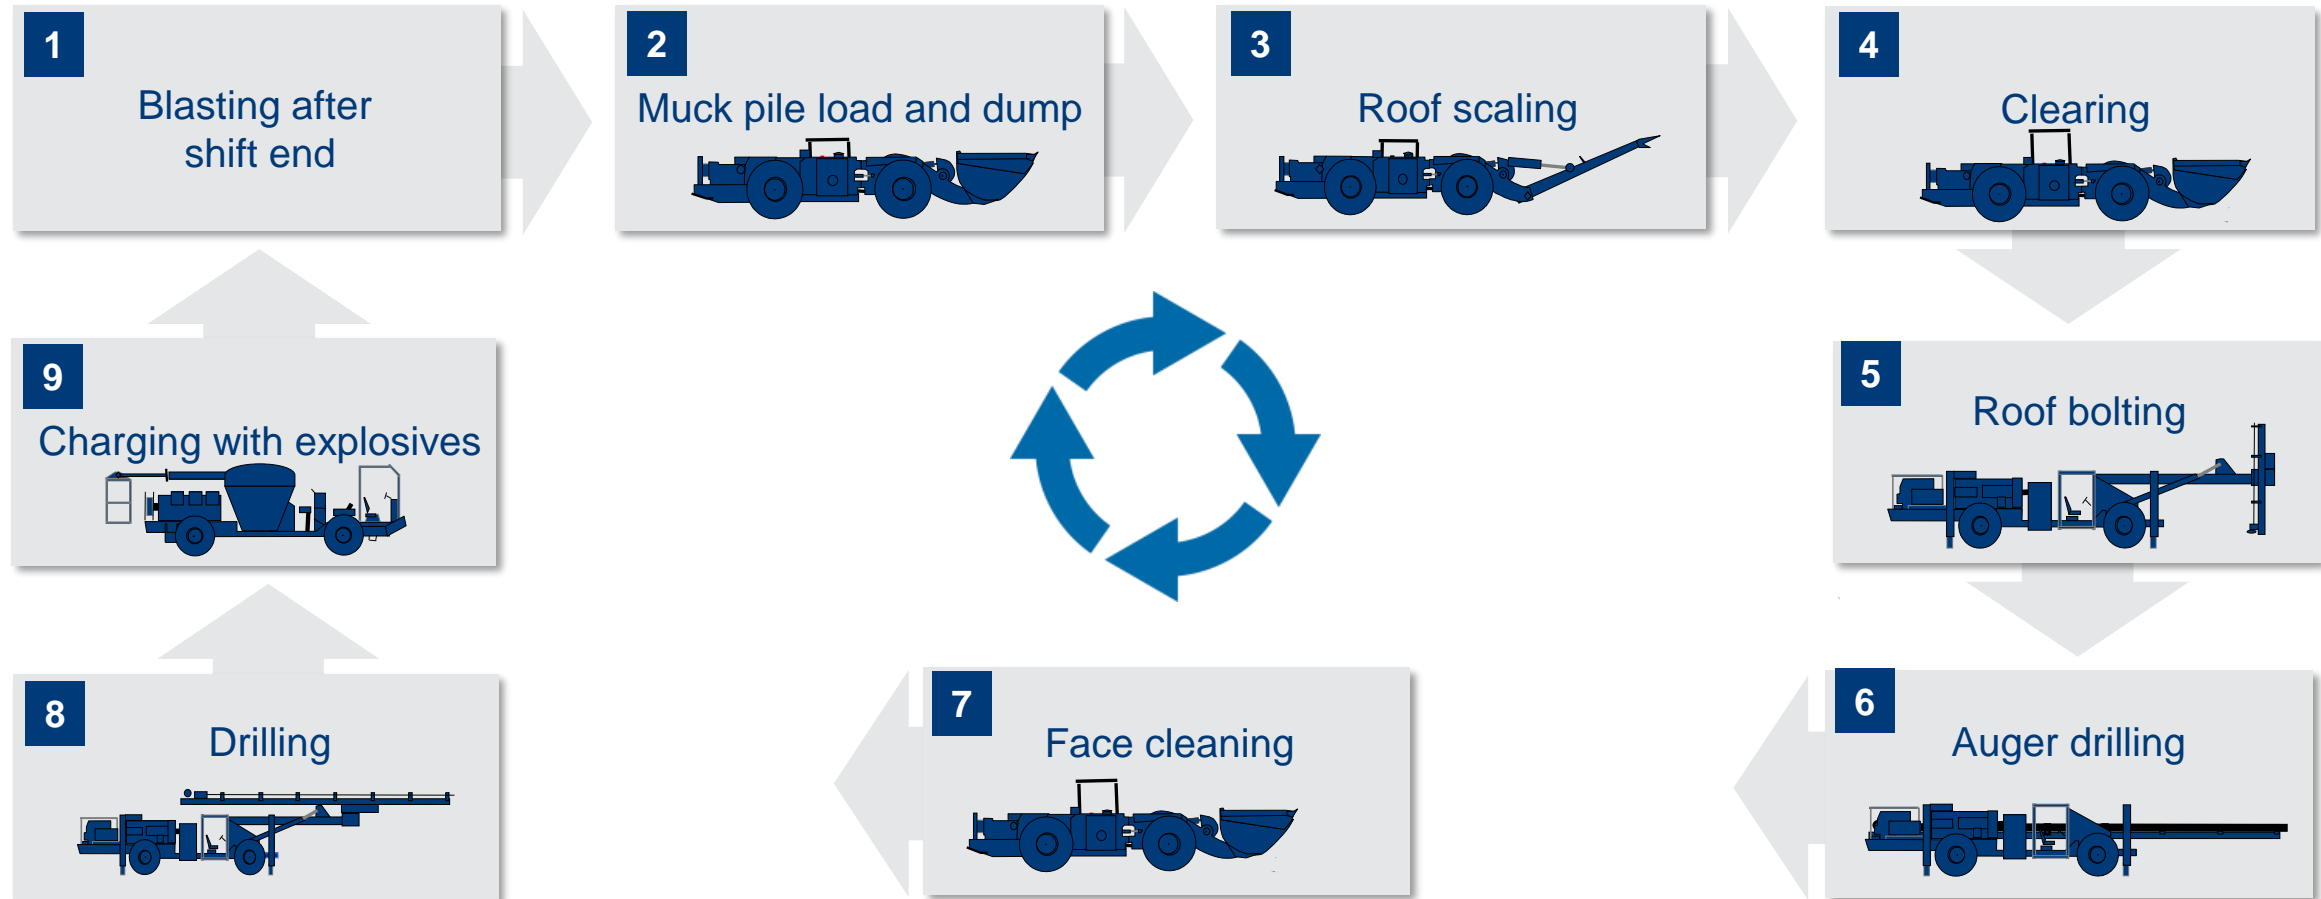 1
Blasting after
shift end
2
Muck pile load and dump
3
Roof scaling
4
Clearing
5
Roof bolting
6
Auger drilling
7
Face cleaning
8
Drilling
9
Charging with explosives